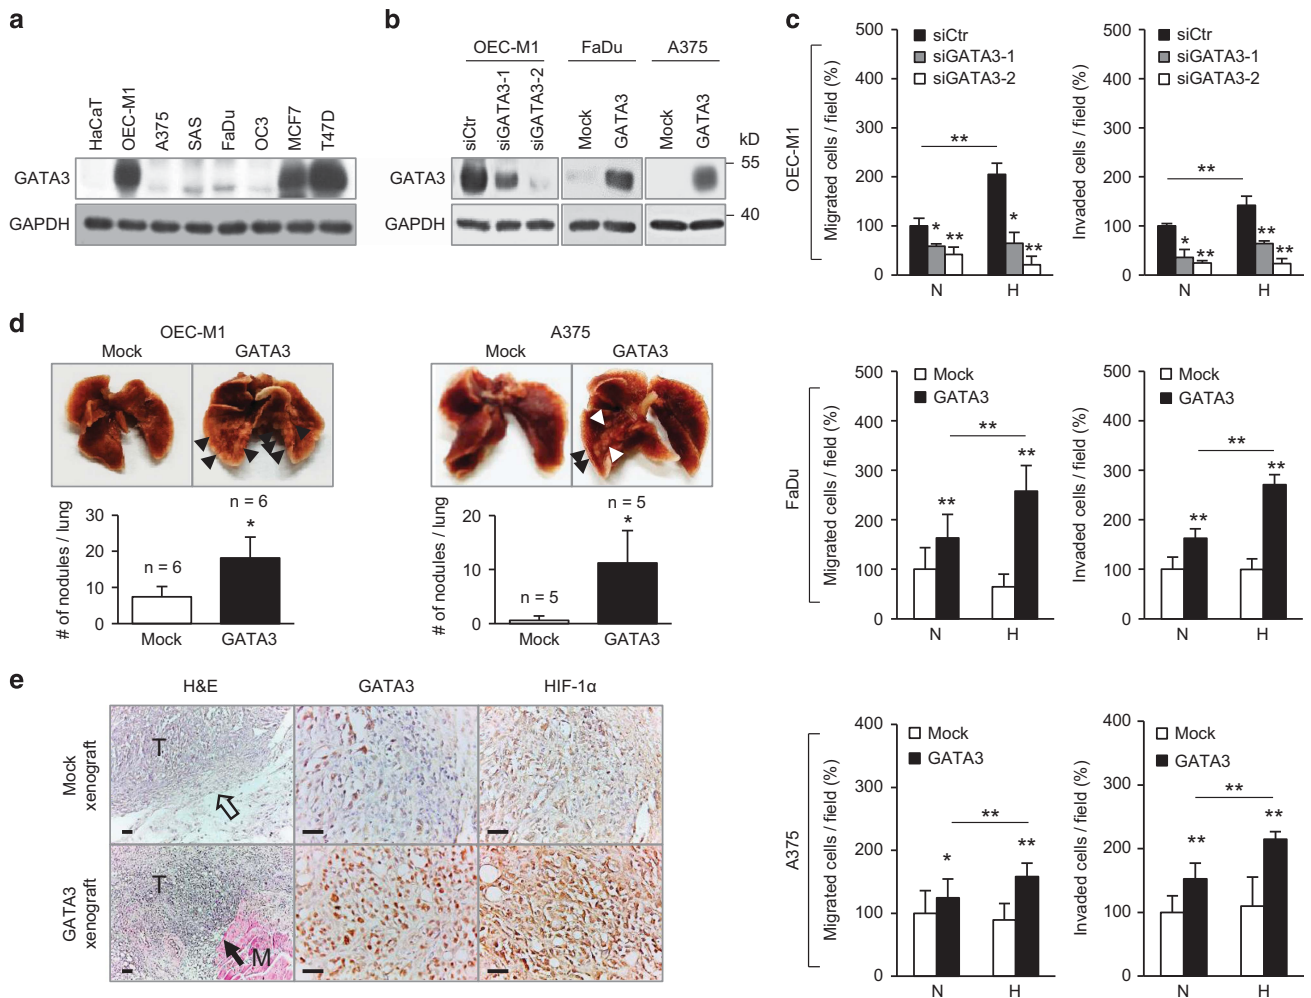 a
HaCaT
OEC-M1
A375
SAS
FaDu
OC3
MCF7
T47D
GATA3
GAPDH
b
OEC-M1
FaDu
A375
siCtr
siGATA3-1
siGATA3-2
Mock
GATA3
Mock
GATA3
kD
GATA3
55
GAPDH
40
c
OEC-M1
Migrated cells / field (%)
500
400
300
200
100
0
siCtr
siGATA3-1
siGATA3-2
**
* **
* **
N H
Invaded cells / field (%)
500
400
300
200
100
0
siCtr
siGATA3-1
siGATA3-2
**
* **
** **
N H
FaDu
Migrated cells / field (%)
500
400
300
200
100
0
Mock
GATA3
**
** **
N H
Invaded cells / field (%)
500
400
300
200
100
0
Mock
GATA3
**
** **
N H
A375
Migrated cells / field (%)
400
300
200
100
0
Mock
GATA3
**
* **
N H
Invaded cells / field (%)
400
300
200
100
0
Mock
GATA3
**
** **
N H
d
OEC-M1
Mock GATA3
# of nodules / lung
30
20
10
0
n = 6
n = 6
*
Mock GATA3
A375
Mock GATA3
20
10
0
# of nodules / lung
n = 5
n = 5
*
Mock GATA3
e
H&E GATA3 HIF-1α
Mock
xenograft
T
GATA3
xenograft
T
M